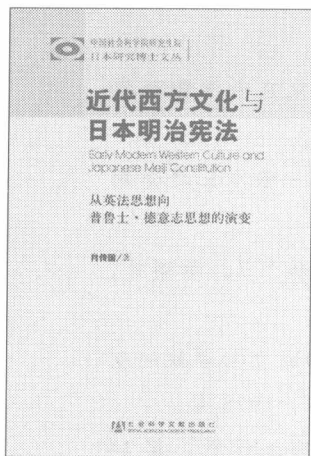 中国社会科学院研究生院
日本研究博士文丛
近代西方文化与
日本明治宪法
Early Modern Western Culture and
Japanese Meiji Constitution
从英法思想向
普鲁士·德意志思想的演变
肖传国/著
社会科学文献出版社